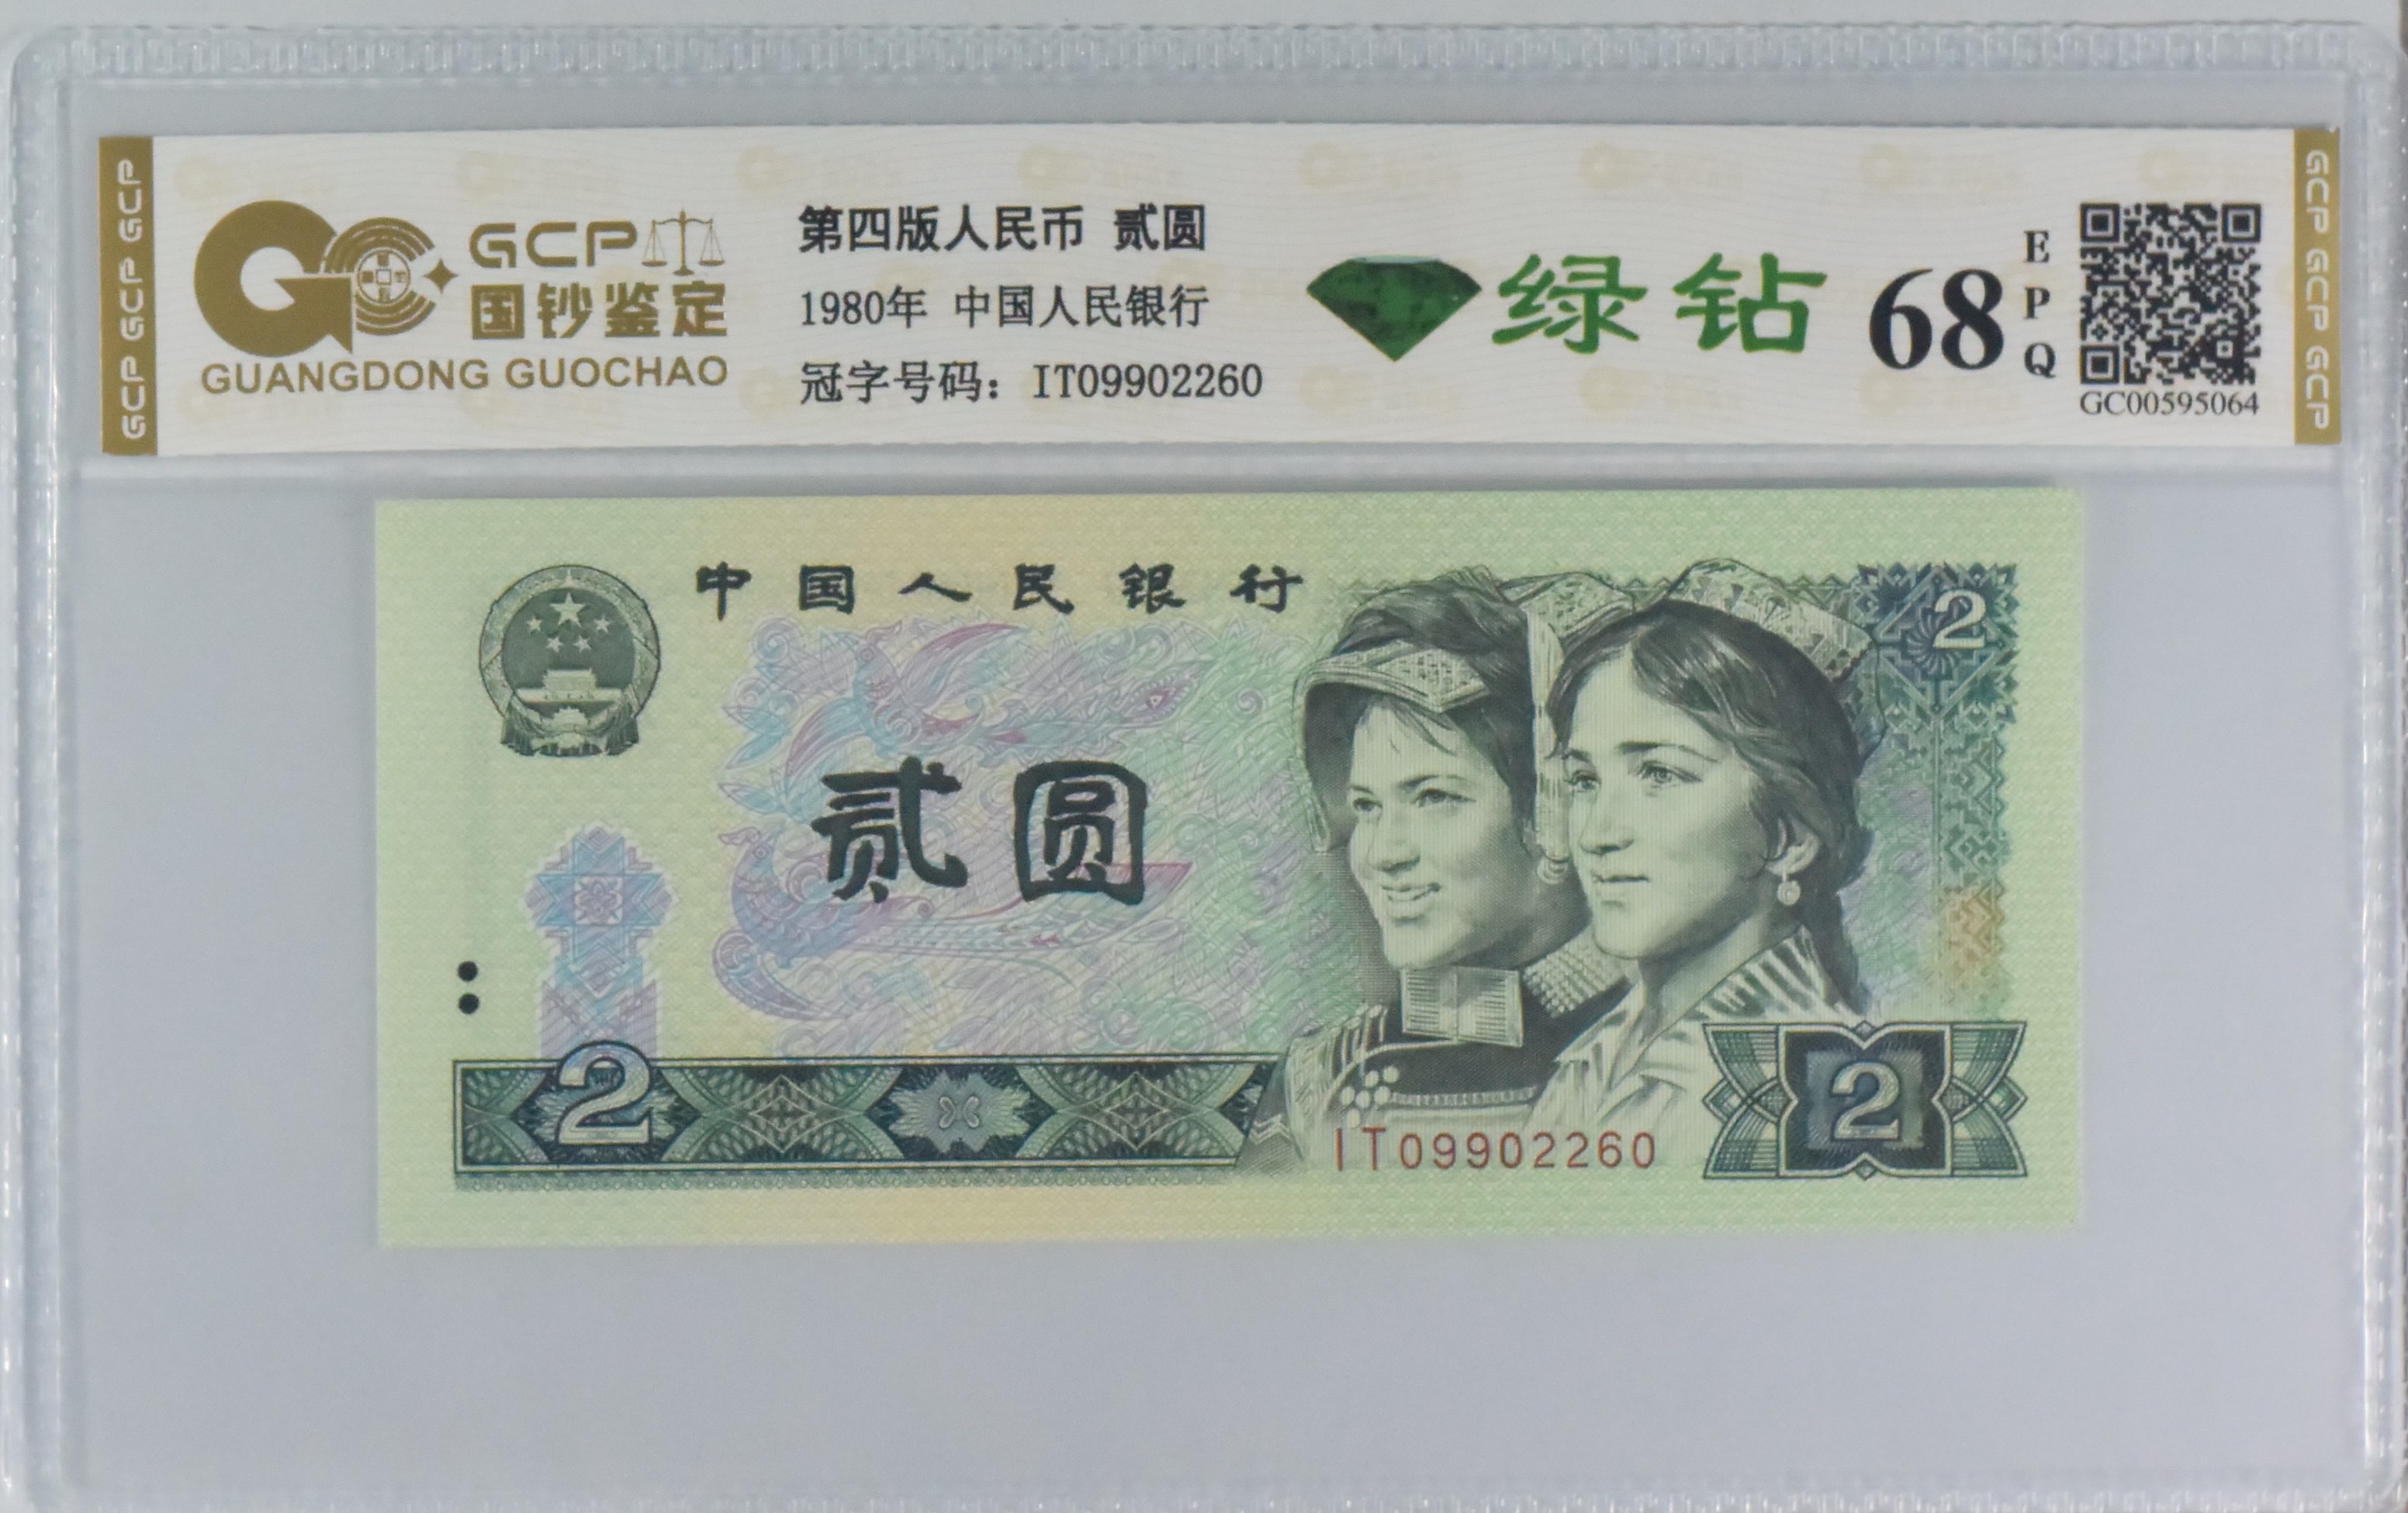 GCP GCP GCP
GCP
国钞鉴定
GUANGDONG GUOCHAO
第四版人民币 贰圆
1980年 中国人民银行
冠字号码：IT09902260
绿钻
68
EPQ
GC00595064
GCP GCP GCP
中国人民银行
2
贰圆
2
IT09902260
2